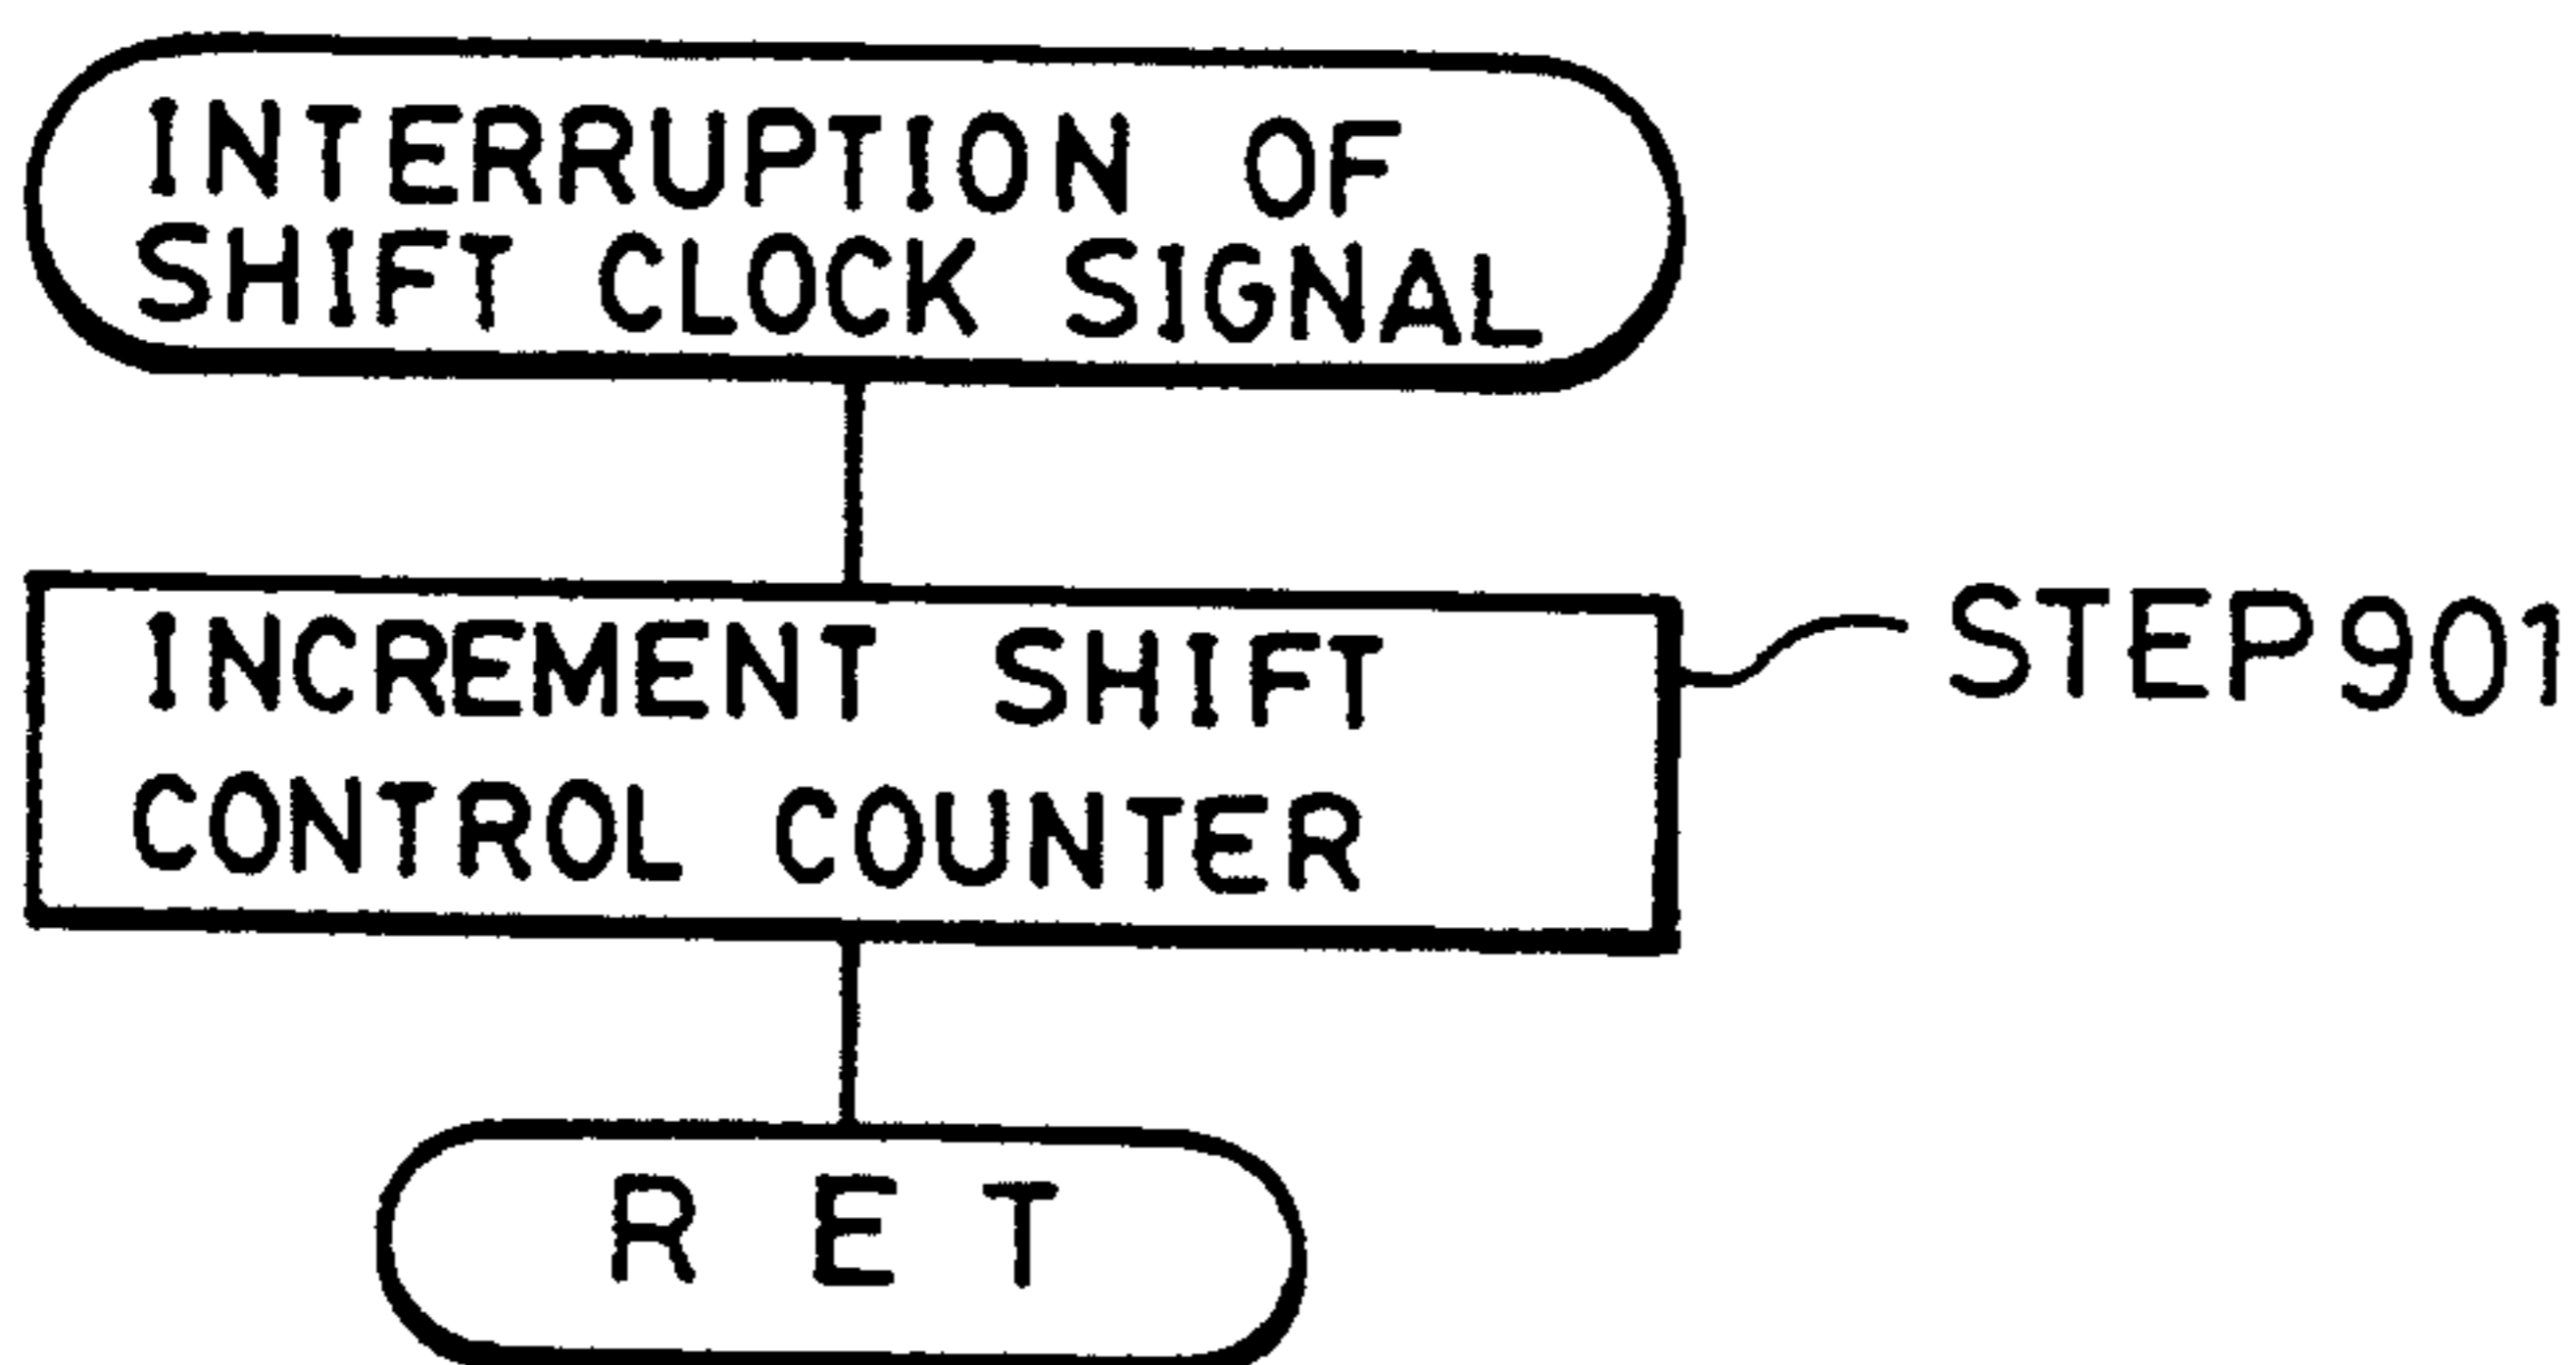 INTERRUPTION OF
SHIFT CLOCK SIGNAL
INCREMENT SHIFT
CONTROL COUNTER
STEP901
RET